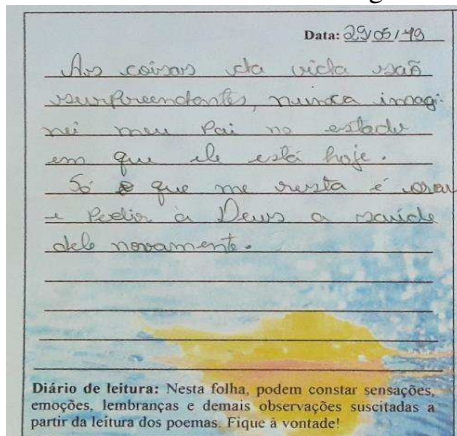 Data: 29/05/19
As coisas da vida são
surpreendentes, nunca imagi-
nei meu Pai no estado
em que ele está hoje.
Só o que me resta é orar
e Pedir à Deus a saúde
dele novamente.
Diário de leitura: Nesta folha, podem constar sensações,
emoções, lembranças e demais observações suscitadas a
partir da leitura dos poemas. Fique à vontade!